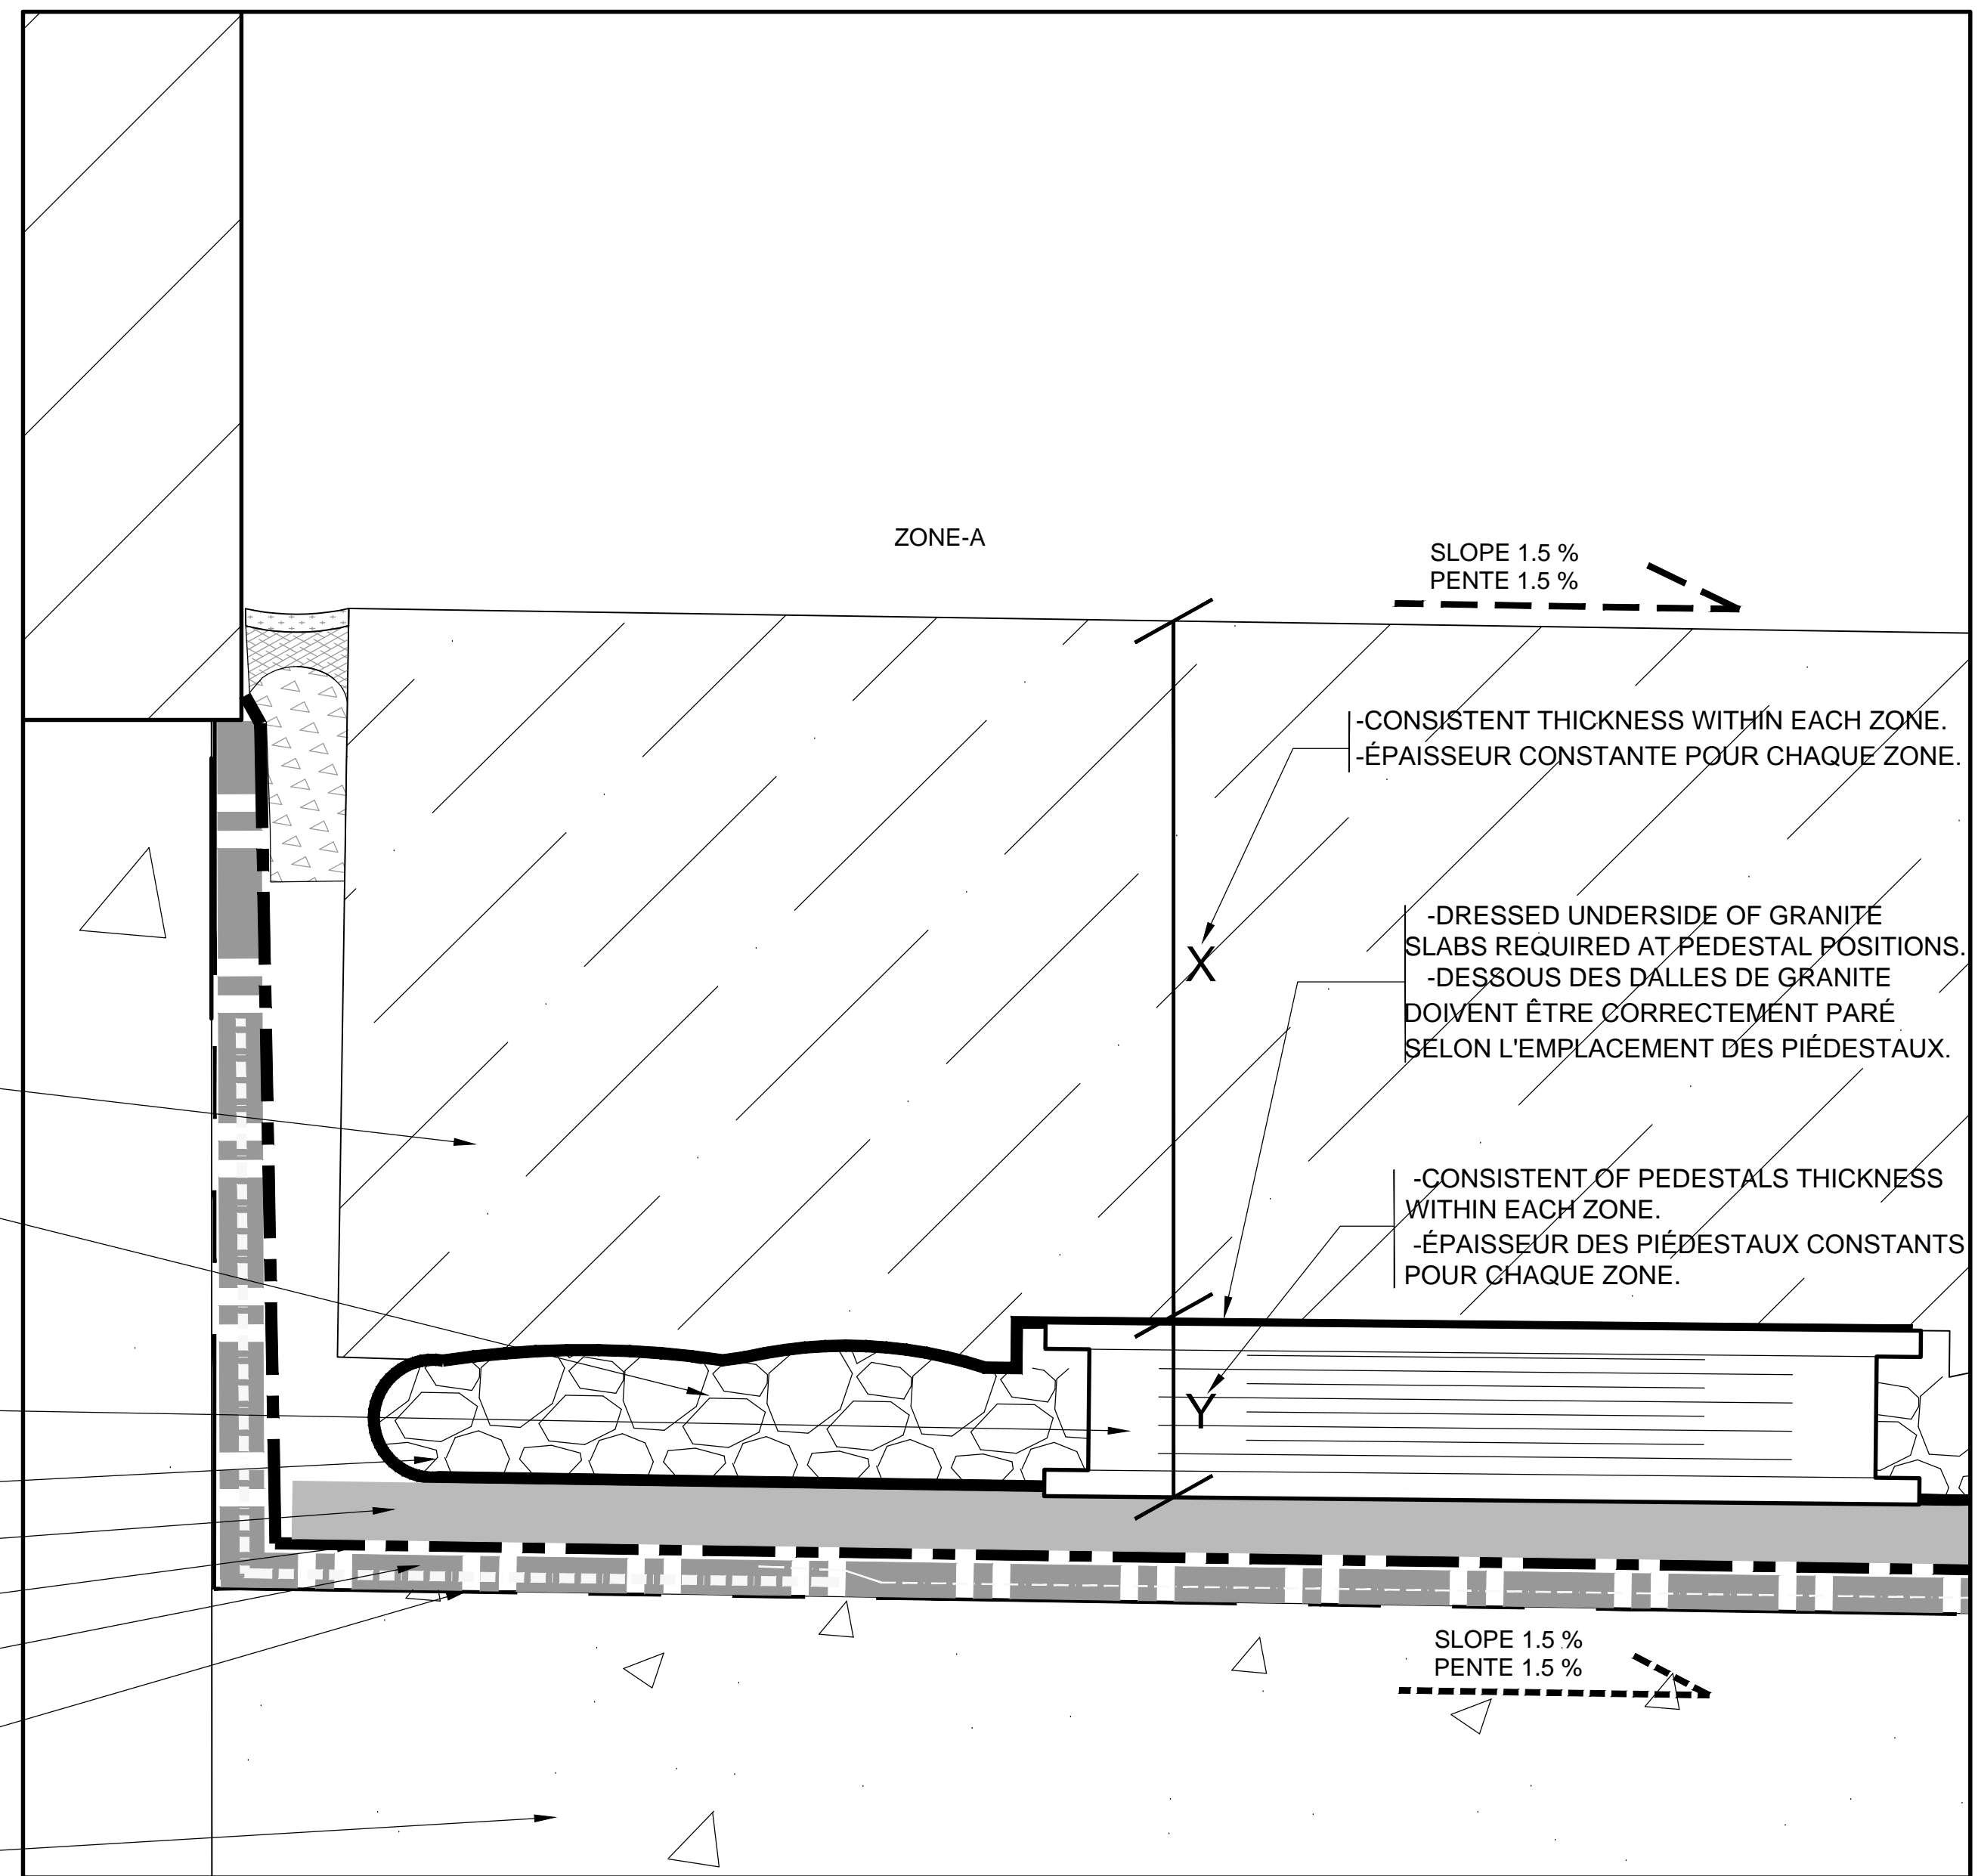 ZONE-A
SLOPE 1.5 %
PENTE 1.5 %
-CONSISTENT THICKNESS WITHIN EACH ZONE.
-ÉPAISSEUR CONSTANTE POUR CHAQUE ZONE.
-DRESSED UNDERSIDE OF GRANITE
SLABS REQUIRED AT PEDESTAL POSITIONS.
-DESSOUS DES DALLES DE GRANITE
DOIVENT ÊTRE CORRECTEMENT PARÉ
SELON L'EMPLACEMENT DES PIÉDESTAUX.
X
-CONSISTENT OF PEDESTALS THICKNESS
WITHIN EACH ZONE.
-ÉPAISSEUR DES PIÉDESTAUX CONSTANTS
POUR CHAQUE ZONE.
Y
SLOPE 1.5 %
PENTE 1.5 %